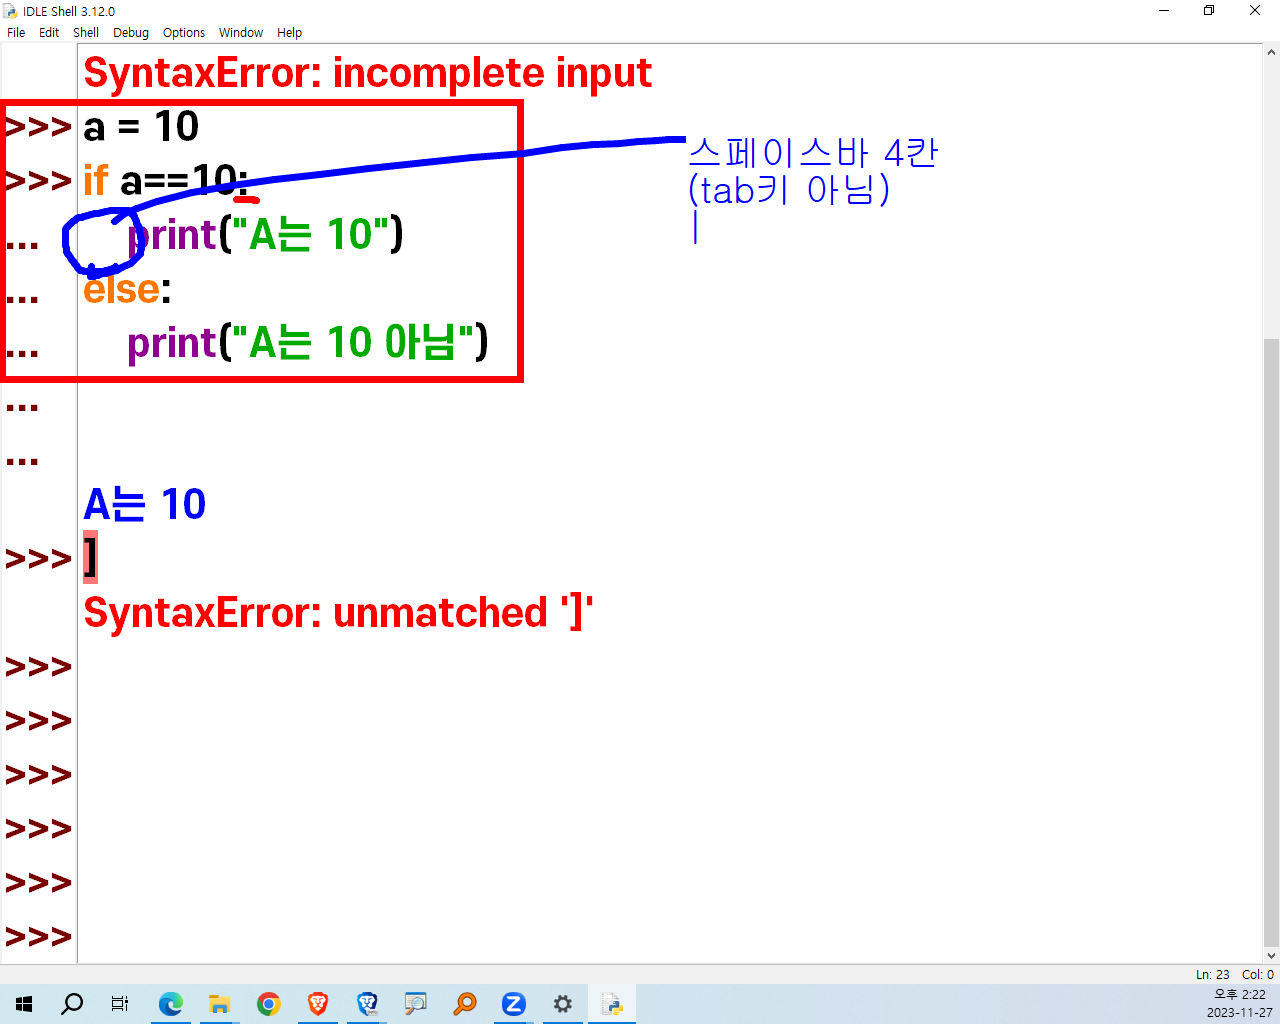 IDLE Shell 3.12.0
File Edit Shell Debug Options Window Help
SyntaxError: incomplete input
>>> a = 10
>>> if a==10:
... print("A는 10")
... else:
... print("A는 10 아님")
...
...
스페이스바 4칸
(tab키 아님)
A는 10
>>> ]
SyntaxError: unmatched ']'
>>>
>>>
>>>
>>>
>>>
>>>
Ln: 23 Col: 0
오후 2:22
2023-11-27